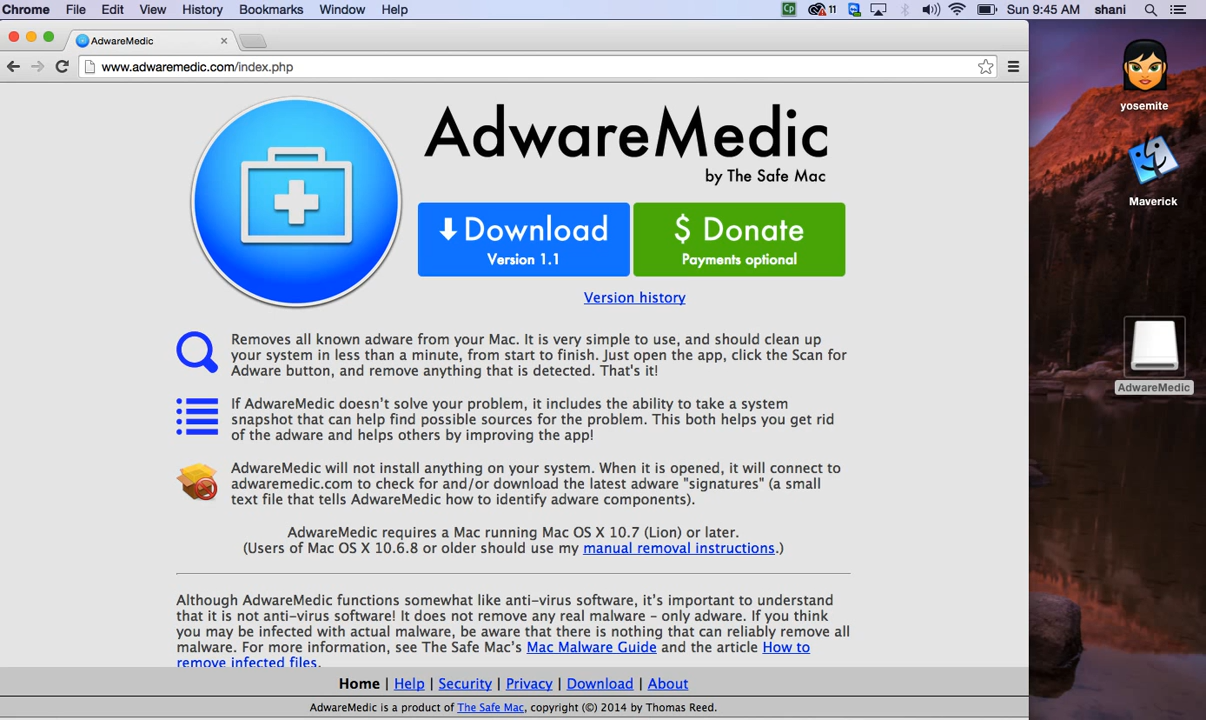 Chrome File Edit View History Bookmarks Window Help 11 Sun 9:45 AM shani
AdwareMedic
www.adwaremedic.com/index.php
yosemite
Maverick
AdwareMedic
AdwareMedic
by The Safe Mac
Download
Version 1.1
$ Donate
Payments optional
Version history
Removes all known adware from your Mac. It is very simple to use, and should clean up
your system in less than a minute, from start to finish. Just open the app, click the Scan for
Adware button, and remove anything that is detected. That's it!
If AdwareMedic doesn't solve your problem, it includes the ability to take a system
snapshot that can help find possible sources for the problem. This both helps you get rid
of the adware and helps others by improving the app!
AdwareMedic will not install anything on your system. When it is opened, it will connect to
adwaremedic.com to check for and/or download the latest adware "signatures" (a small
text file that tells AdwareMedic how to identify adware components).
AdwareMedic requires a Mac running Mac OS X 10.7 (Lion) or later.
(Users of Mac OS X 10.6.8 or older should use my manual removal instructions.)
Although AdwareMedic functions somewhat like anti-virus software, it's important to understand
that it is not anti-virus software! It does not remove any real malware – only adware. If you think
you may be infected with actual malware, be aware that there is nothing that can reliably remove all
malware. For more information, see The Safe Mac's Mac Malware Guide and the article How to
remove infected files.
Home | Help | Security | Privacy | Download | About
AdwareMedic is a product of The Safe Mac, copyright (©) 2014 by Thomas Reed.